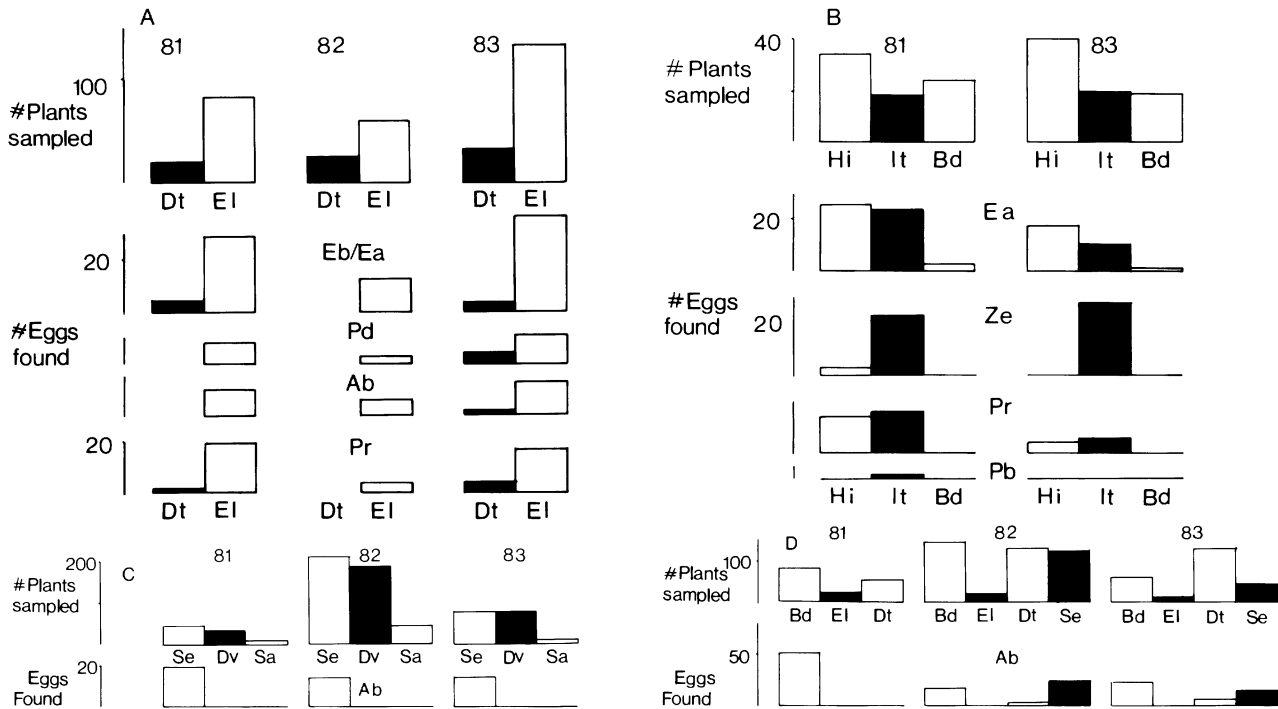 A
81 82 83
100
#Plants
sampled
Dt El Dt El Dt El
20
Eb/Ea
#Eggs
found
Pd
Ab
20
Pr
Dt El Dt El Dt El
B
40
81 83
# Plants
sampled
Hi It Bd Hi It Bd
20
Ea
#Eggs
found
20
Ze
Pr
Pb
Hi It Bd Hi It Bd
C
81 82 83
200
# Plants
sampled
Se Dv Sa Se Dv Sa Se Dv Sa
20
Eggs
Found
Ab
D
81 82 83
100
#Plants
sampled
Bd El Dt Bd El Dt Se Bd El Dt Se
50
Eggs
Found
Ab